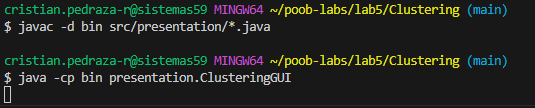 cristian.pedraza-r@sistemas59 MINGW64 ~/poob-labs/lab5/Clustering (main)
$ javac -d bin src/presentation/*.java
cristian.pedraza-r@sistemas59 MINGW64 ~/poob-labs/lab5/Clustering (main)
$ java -cp bin presentation.ClusteringGUI